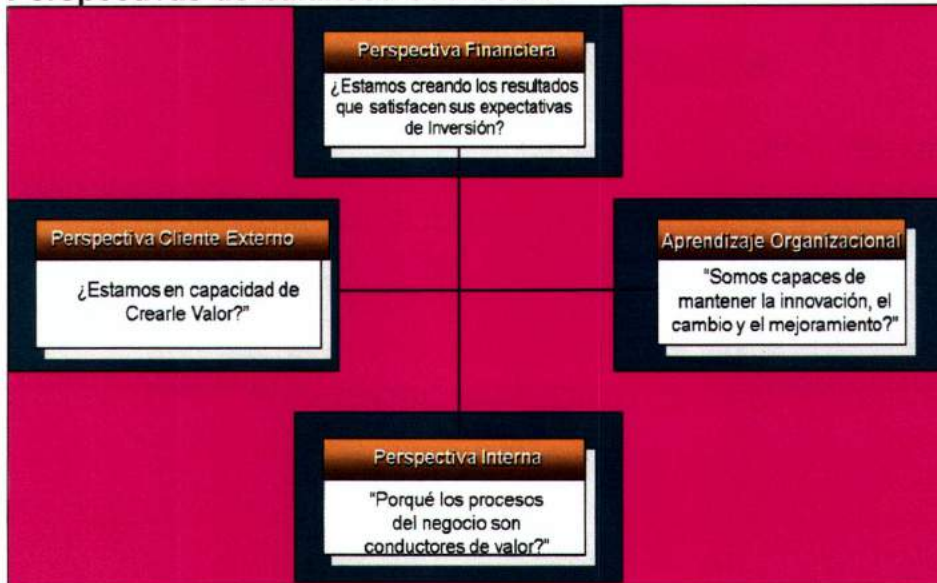 Perspectiva Financiera
¿Estamos creando los resultados
que satisfacen sus expectativas
de Inversión?
Perspectiva Cliente Externo
¿Estamos en capacidad de
Crearle Valor?"
Aprendizaje Organizacional
"Somos capaces de
mantener la innovación, el
cambio y el mejoramiento?"
Perspectiva Interna
"Porqué los procesos
del negocio son
conductores de valor?"